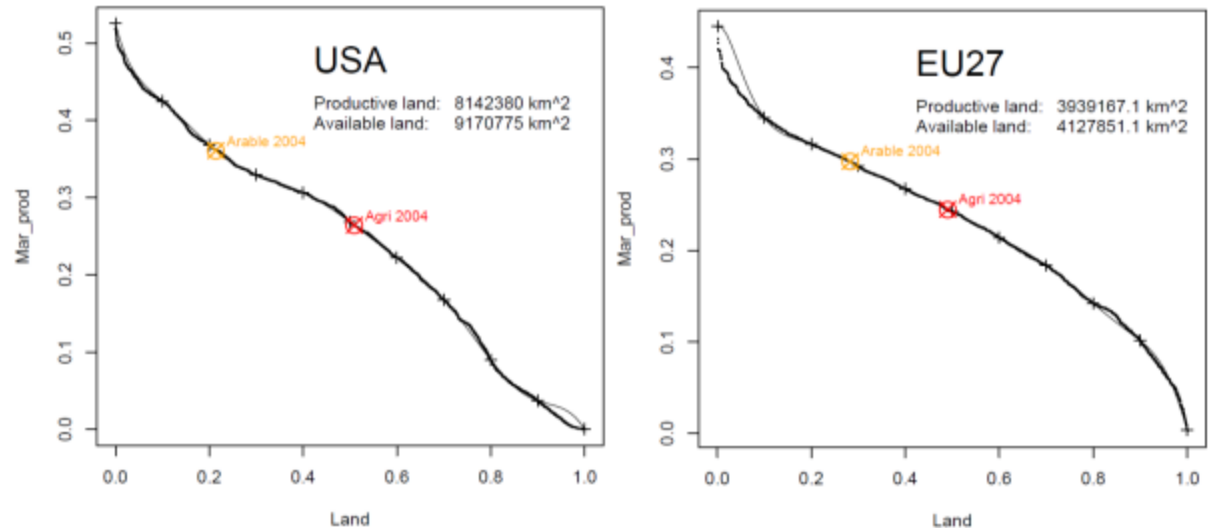 USA
Productive land: 8142380 km^2
Available land: 9170775 km^2
Arable 2004
Agri 2004
Mar_prod
0.0 0.1 0.2 0.3 0.4 0.5
0.0 0.2 0.4 0.6 0.8 1.0
Land
EU27
Productive land: 3939167.1 km^2
Available land: 4127851.1 km^2
Arable 2004
Agri 2004
Mar_prod
0.0 0.1 0.2 0.3 0.4
0.0 0.2 0.4 0.6 0.8 1.0
Land